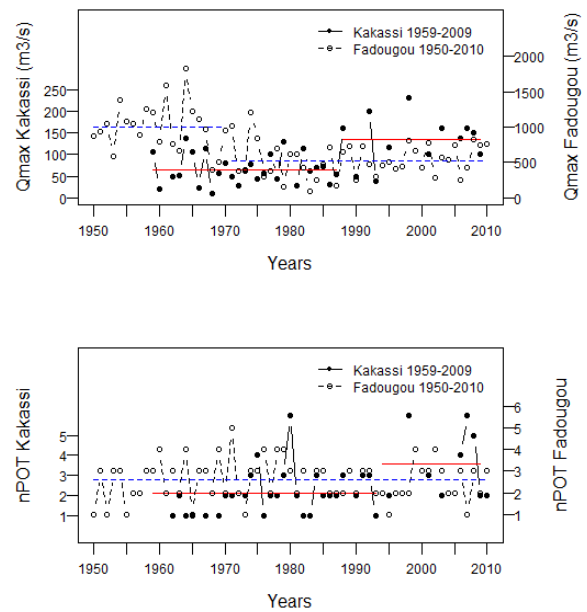 Kakassi 1959-2009
Fadougou 1950-2010
Qmax Kakassi (m3/s)
250
200
150
100
50
0
2000
1500
1000
500
0
Qmax Fadougou (m3/s)
1950 1960 1970 1980 1990 2000 2010
Years
Kakassi 1959-2009
Fadougou 1950-2010
nPOT Kakassi
5
4
3
2
1
6
5
4
3
2
1
nPOT Fadougou
1950 1960 1970 1980 1990 2000 2010
Years